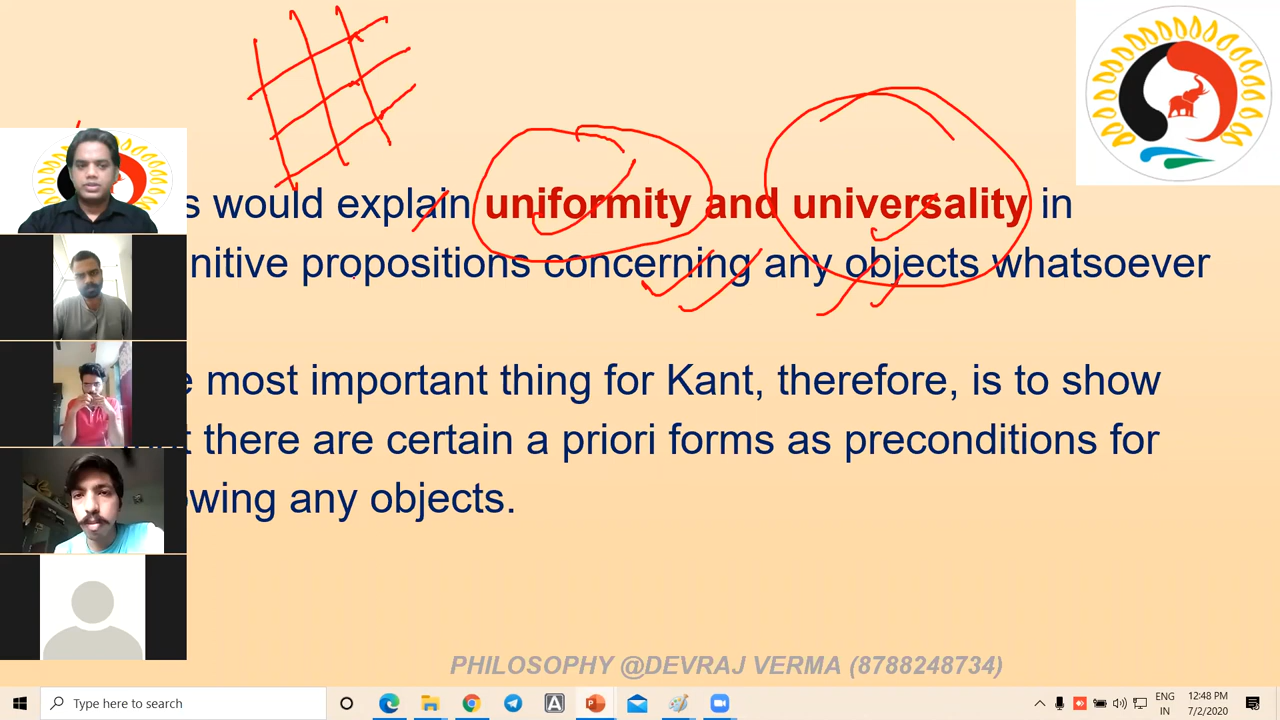 s would explain uniformity and universality in
nitive propositions concerning any objects whatsoever
most important thing for Kant, therefore, is to show
there are certain a priori forms as preconditions for
owing any objects.
PHILOSOPHY @DEVRAJ VERMA (8788248734)
Type here to search
ENG
IN
12:48 PM
7/2/2020